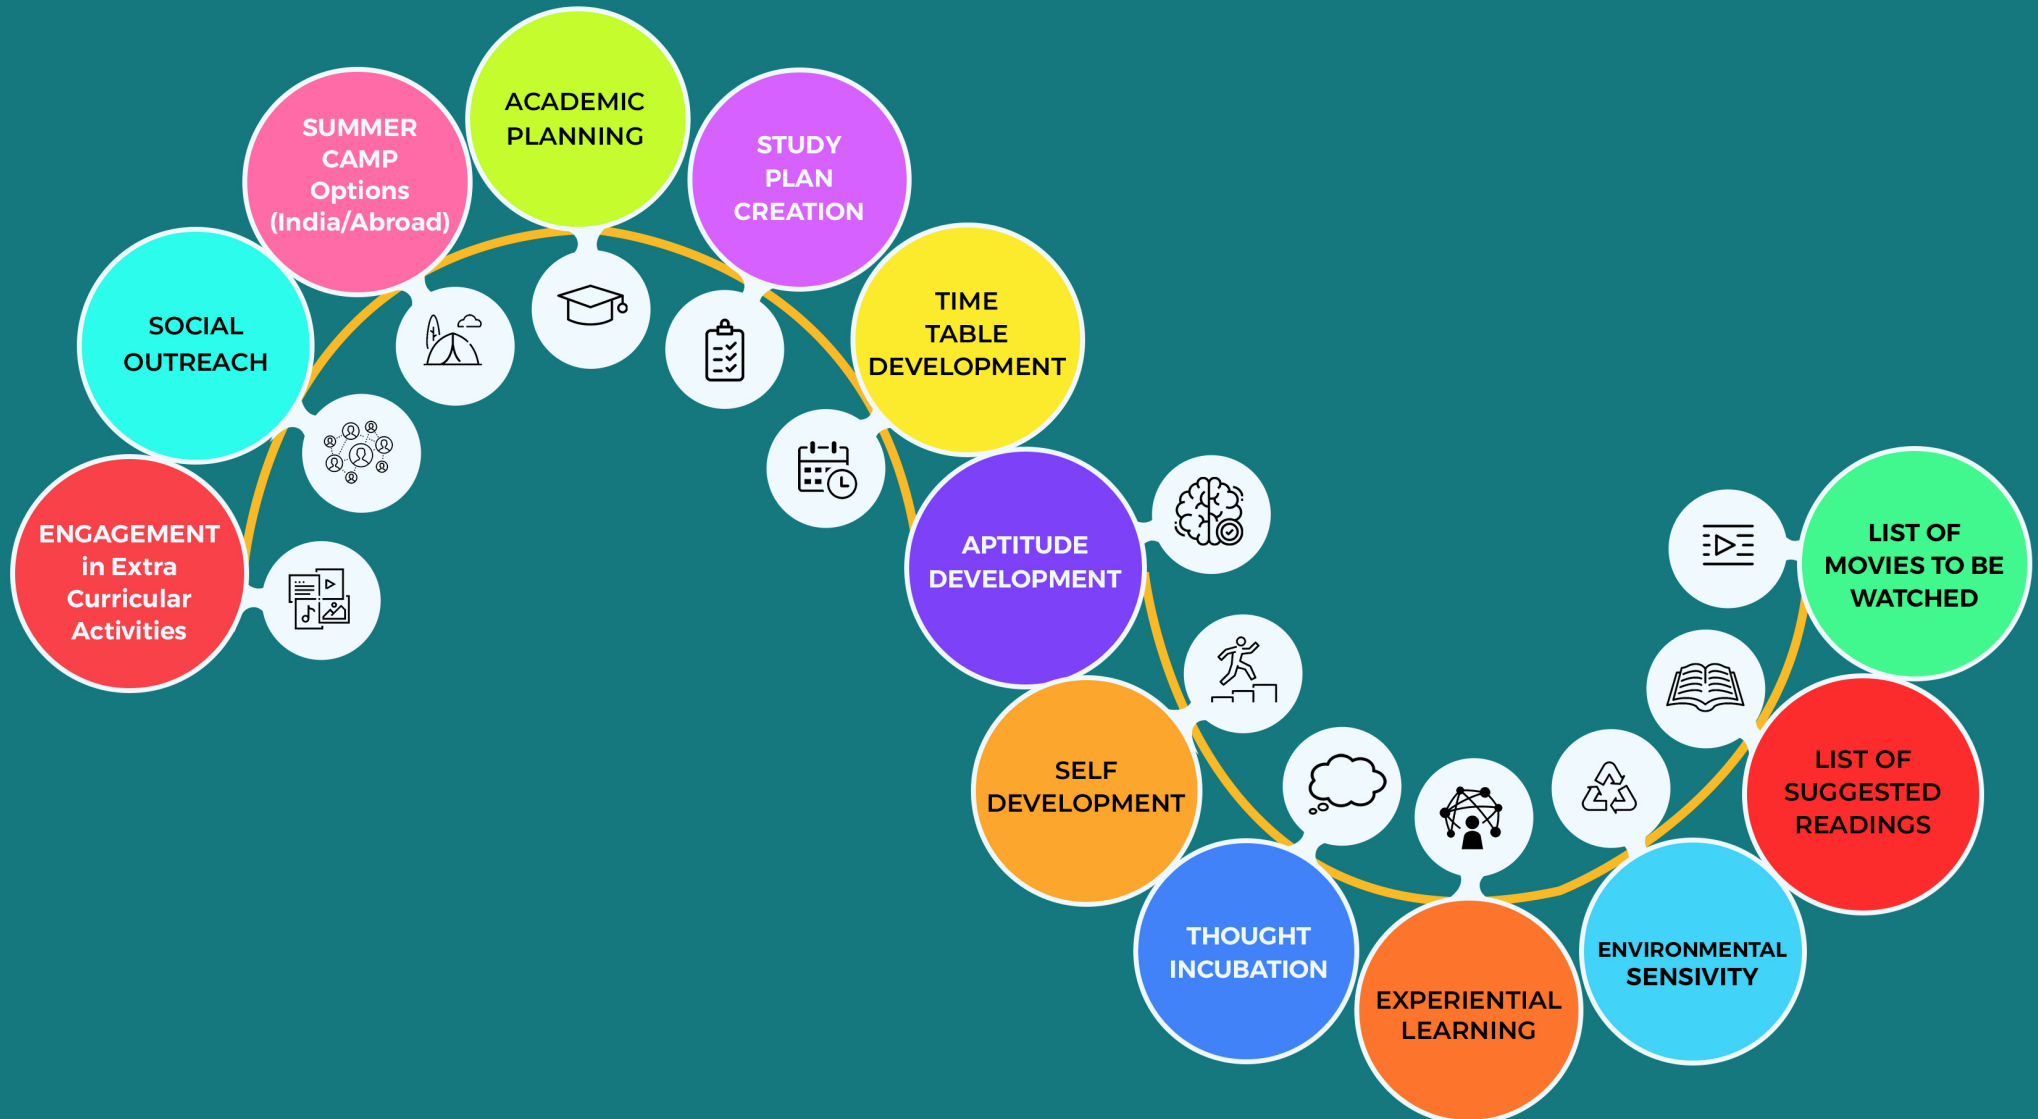 ENGAGEMENT
in Extra
Curricular
Activities
SOCIAL
OUTREACH
SUMMER
CAMP
Options
(India/Abroad)
ACADEMIC
PLANNING
STUDY
PLAN
CREATION
TIME
TABLE
DEVELOPMENT
APTITUDE
DEVELOPMENT
SELF
DEVELOPMENT
THOUGHT
INCUBATION
EXPERIENTIAL
LEARNING
ENVIRONMENTAL
SENSIVITY
LIST OF
SUGGESTED
READINGS
LIST OF
MOVIES TO BE
WATCHED